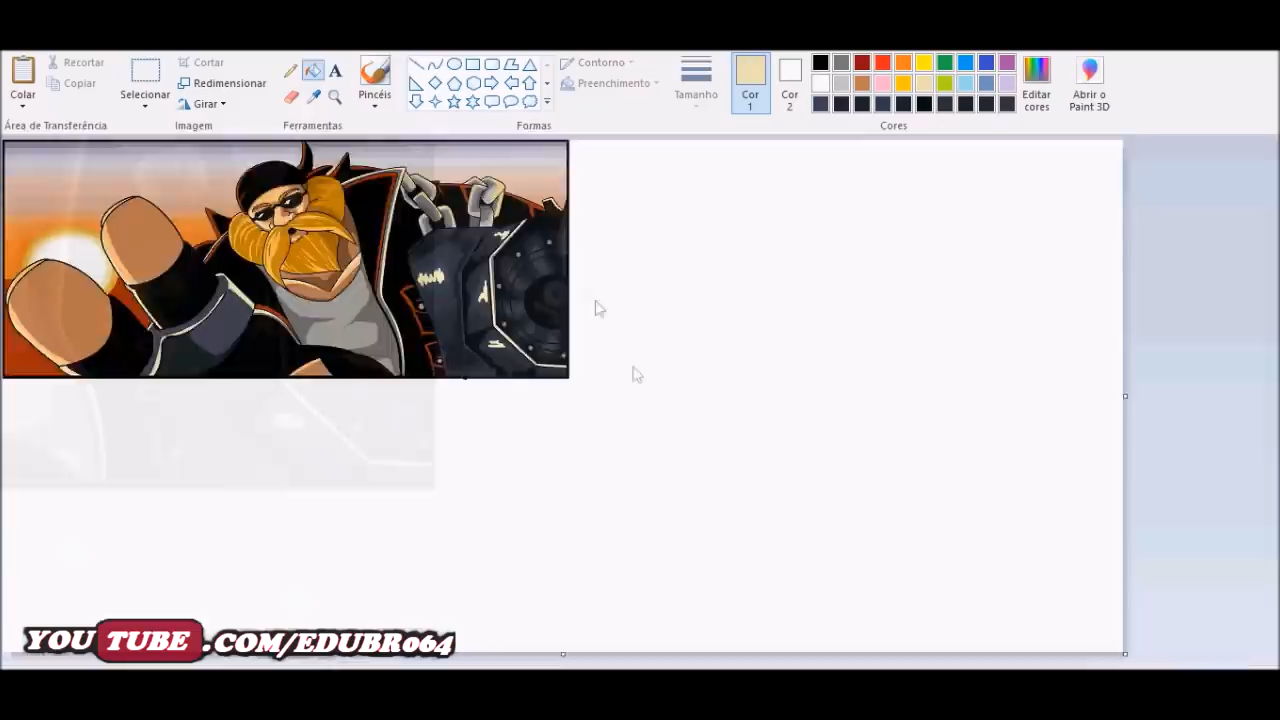 Colar
Recortar
Copiar
Área de Transferência
Selecionar
Cortar
Redimensionar
Girar
Imagem
A
Ferramentas
Pincéis
Contorno
Preenchimento
Formas
Tamanho
Cor
1
Cor
2
Cores
Editar
cores
Abrir o
Paint 3D
YOU TUBE.COM/EDUBR064